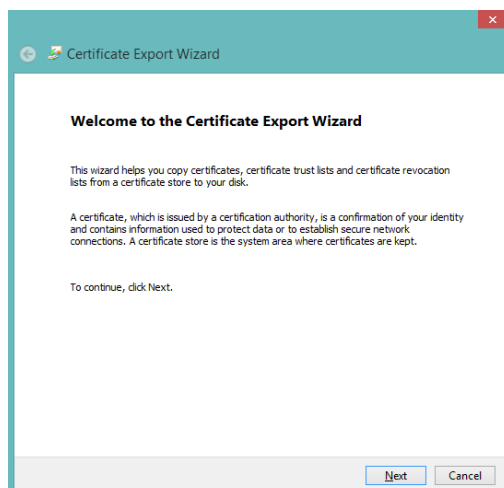 Certificate Export Wizard
Welcome to the Certificate Export Wizard
This wizard helps you copy certificates, certificate trust lists and certificate revocation
lists from a certificate store to your disk.
A certificate, which is issued by a certification authority, is a confirmation of your identity
and contains information used to protect data or to establish secure network
connections. A certificate store is the system area where certificates are kept.
To continue, click Next.
Next Cancel